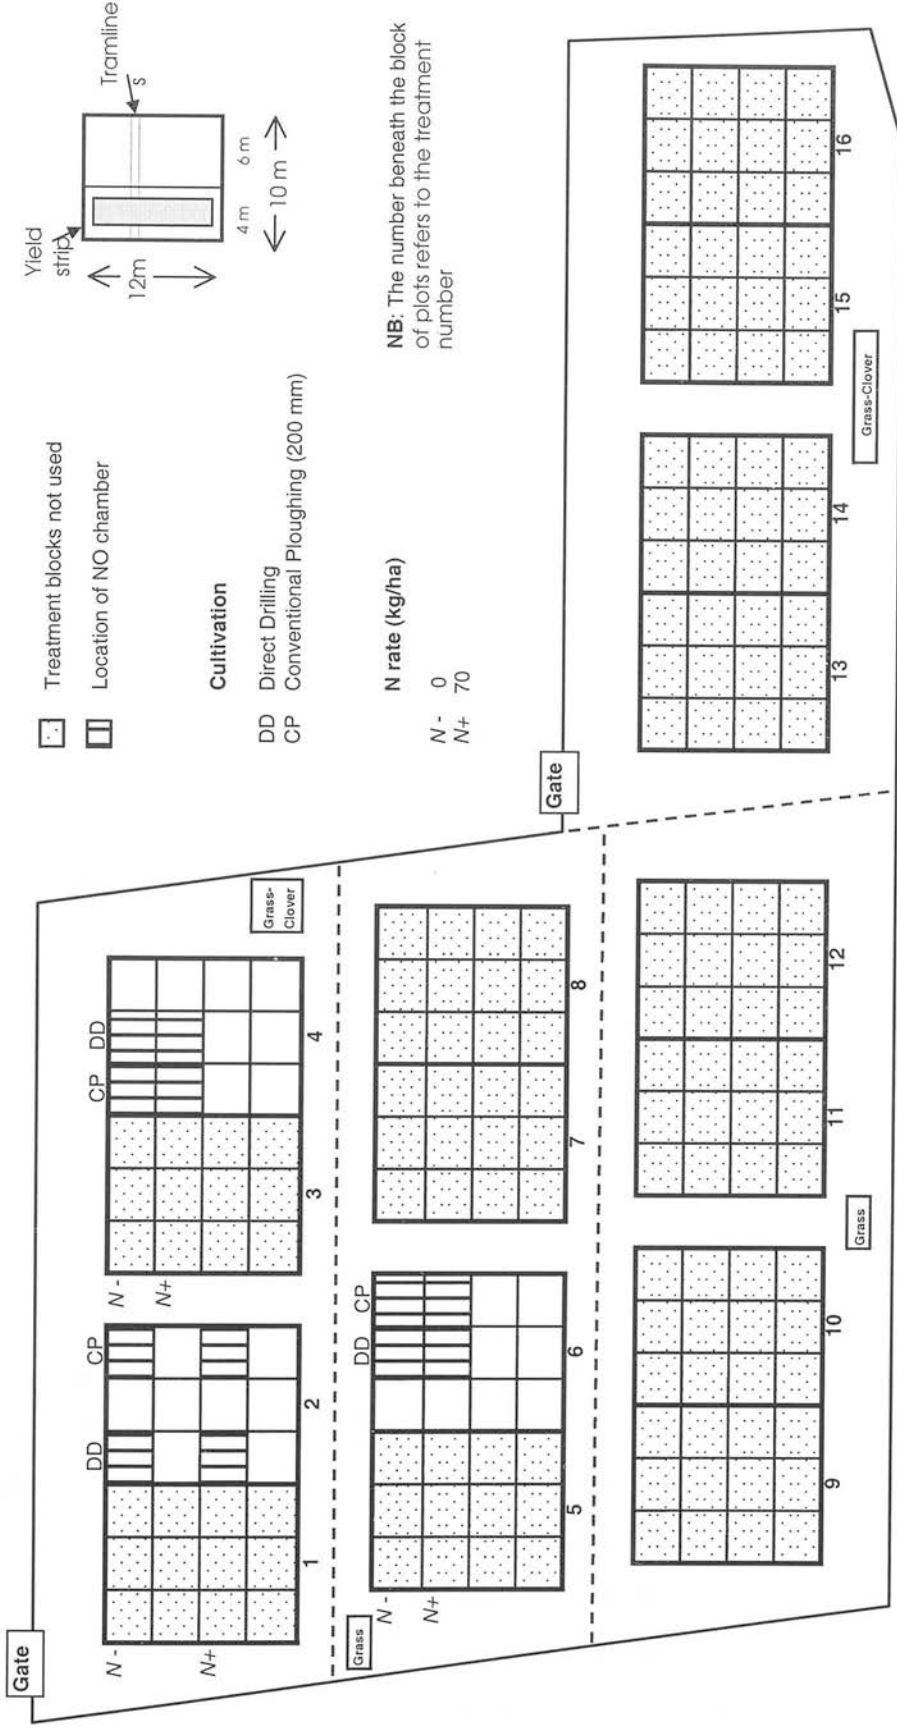 Gate
Treatment blocks not used
Location of NO chamber
Cultivation
DD Direct Drilling
CP Conventional Ploughing (200 mm)
N rate (kg/ha)
N - 0
N+ 70
Yield
strip
Tramline
s
12m
4 m 6 m
10 m
NB: The number beneath the block
of plots refers to the treatment
number
DD CP CP DD
N -
N+
N -
N+
1 2 3 4
Grass-
Clover
Grass
DD CP
N -
N+
5 6 7 8
Gate
9 10 11 12
Grass
13 14 15 16
Grass-Clover